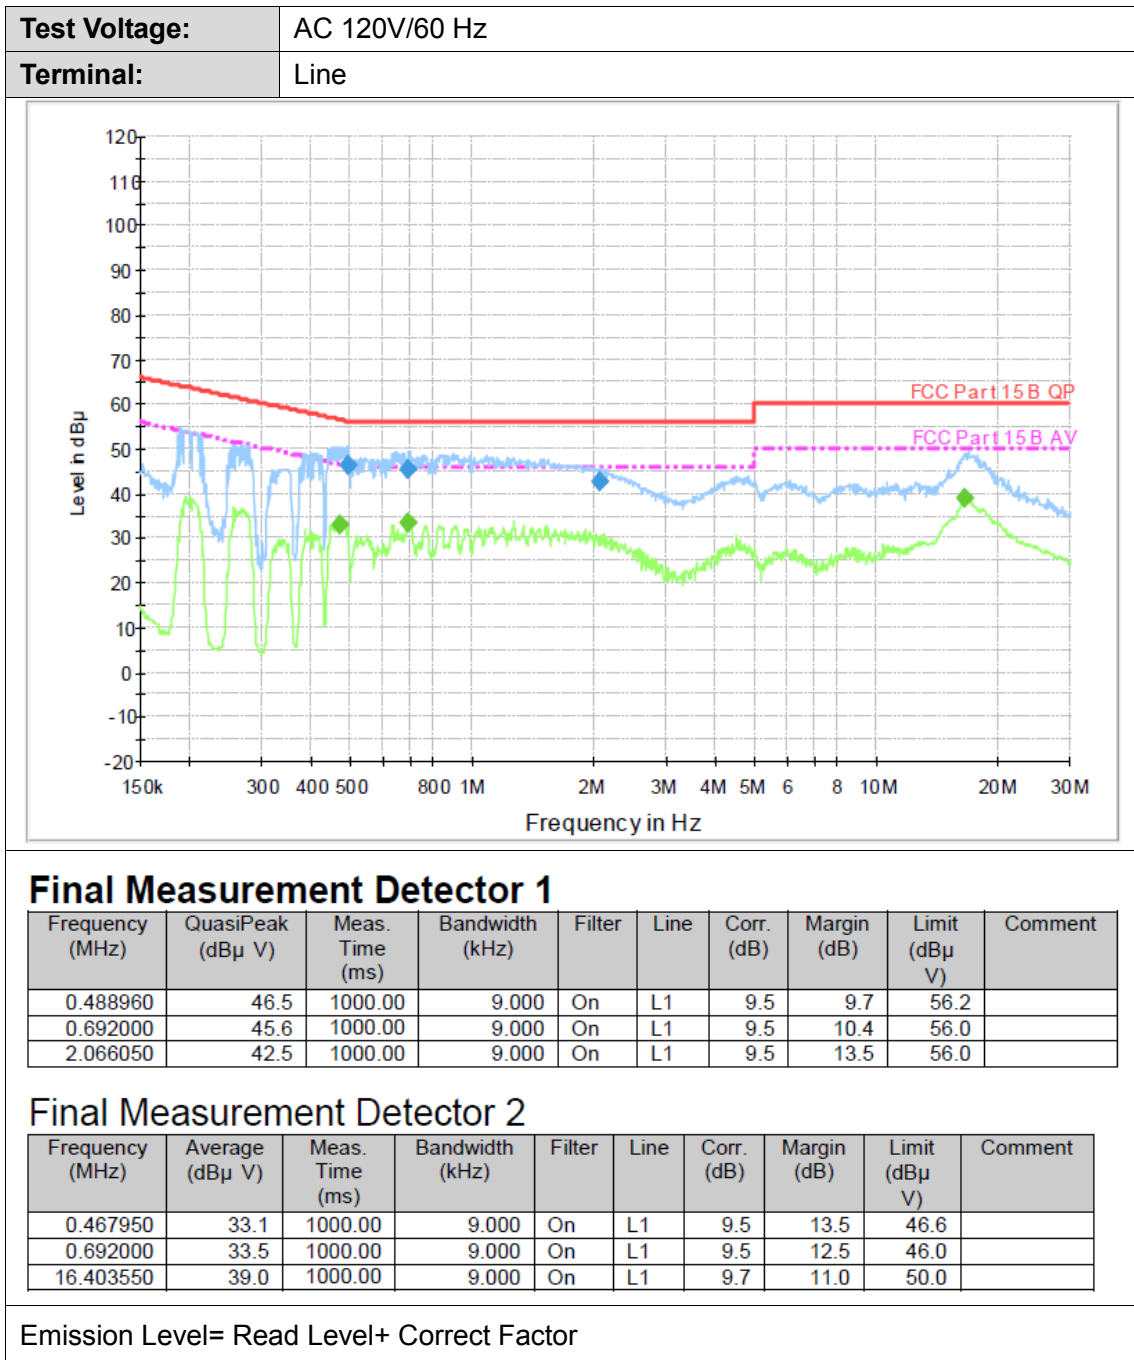 Test Voltage: AC 120V/60 Hz
Terminal: Line
120
110
100
90
80
70
60
50
40
30
20
10
0
-10
-20
Level in dBµ
FCC Part 15 B QP
FCC Part 15 B AV
150k 300 400 500 800 1M 2M 3M 4M 5M 6 8 10M 20M 30M
Frequency in Hz
Final Measurement Detector 1
Frequency (MHz) QuasiPeak (dBµ V) Meas. Time (ms) Bandwidth (kHz) Filter Line Corr. (dB) Margin (dB) Limit (dBµ V) Comment
0.488960 46.5 1000.00 9.000 On L1 9.5 9.7 56.2
0.692000 45.6 1000.00 9.000 On L1 9.5 10.4 56.0
2.066050 42.5 1000.00 9.000 On L1 9.5 13.5 56.0
Final Measurement Detector 2
Frequency (MHz) Average (dBµ V) Meas. Time (ms) Bandwidth (kHz) Filter Line Corr. (dB) Margin (dB) Limit (dBµ V) Comment
0.467950 33.1 1000.00 9.000 On L1 9.5 13.5 46.6
0.692000 33.5 1000.00 9.000 On L1 9.5 12.5 46.0
16.403550 39.0 1000.00 9.000 On L1 9.7 11.0 50.0
Emission Level= Read Level+ Correct Factor